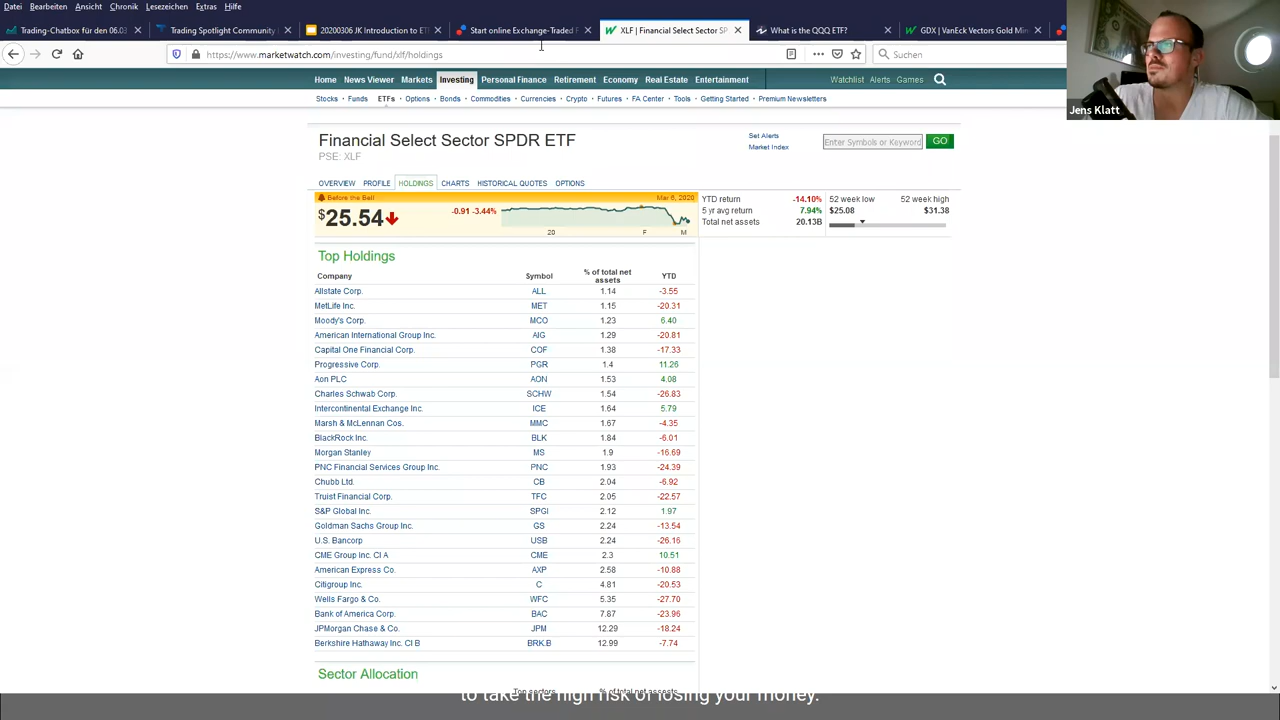 Datei Bearbeiten Ansicht Chronik Lesezeichen Extras Hilfe
Trading-Chatbox für den 06.03 Trading Spotlight Community 20200306 JK Introduction to ET Start online Exchange-Traded F XLF | Financial Select Sector SP What is the QQQ ETF? GDX | VanEck Vectors Gold Min
https://www.marketwatch.com/investing/fund/xlf/holdings Suchen
Jens Klatt
Home News Viewer Markets Investing Personal Finance Retirement Economy Real Estate Entertainment Watchlist Alerts Games
Stocks Funds ETFs Options Bonds Commodities Currencies Crypto Futures FA Center Tools Getting Started Premium Newsletters
Financial Select Sector SPDR ETF
PSE: XLF
Set Alerts
Market Index
Enter Symbols or Keyword GO
OVERVIEW PROFILE HOLDINGS CHARTS HISTORICAL QUOTES OPTIONS
Before the Bell Mar 6, 2020
$25.54 -0.91 -3.44%
20 F M
YTD return -14.10%
5 yr avg return 7.94%
Total net assets 20.13B
52 week low 52 week high
$25.08 $31.38
Top Holdings
Company Symbol % of total net assets YTD
Allstate Corp. ALL 1.14 -3.55
MetLife Inc. MET 1.15 -20.31
Moody's Corp. MCO 1.23 6.40
American International Group Inc. AIG 1.29 -20.81
Capital One Financial Corp. COF 1.38 -17.33
Progressive Corp. PGR 1.4 11.26
Aon PLC AON 1.53 4.08
Charles Schwab Corp. SCHW 1.54 -26.83
Intercontinental Exchange Inc. ICE 1.64 5.79
Marsh & McLennan Cos. MMC 1.67 -4.35
BlackRock Inc. BLK 1.84 -6.01
Morgan Stanley MS 1.9 -16.69
PNC Financial Services Group Inc. PNC 1.93 -24.39
Chubb Ltd. CB 2.04 -6.92
Truist Financial Corp. TFC 2.05 -22.57
S&P Global Inc. SPGI 2.12 1.97
Goldman Sachs Group Inc. GS 2.24 -13.54
U.S. Bancorp USB 2.24 -26.16
CME Group Inc. Cl A CME 2.3 10.51
American Express Co. AXP 2.58 -10.88
Citigroup Inc. C 4.81 -20.53
Wells Fargo & Co. WFC 5.35 -27.70
Bank of America Corp. BAC 7.87 -23.96
JPMorgan Chase & Co. JPM 12.29 -18.24
Berkshire Hathaway Inc. Cl B BRK.B 12.99 -7.74
Sector Allocation
Top sectors % of total net assets
to take the high risk of losing your money.